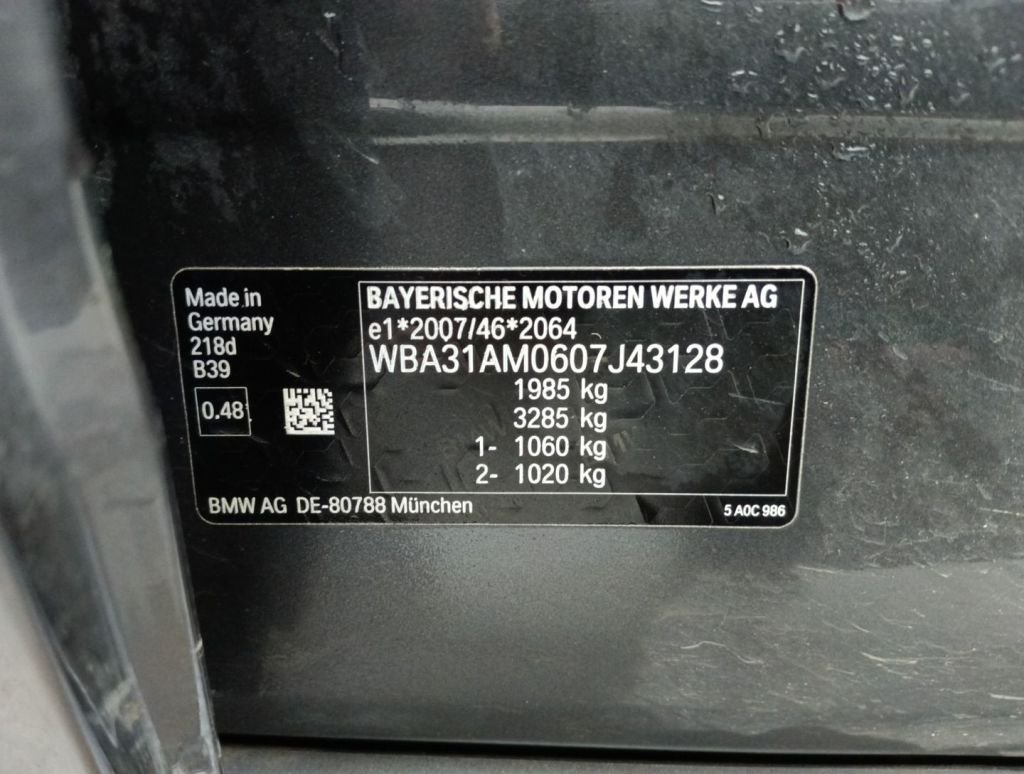 Made in
Germany
218d
B39
0.48
BAYERISCHE MOTOREN WERKE AG
e1*2007/46*2064
WBA31AM0607J43128
1985 kg
3285 kg
1- 1060 kg
2- 1020 kg
BMW AG DE-80788 München
5 A0C 986